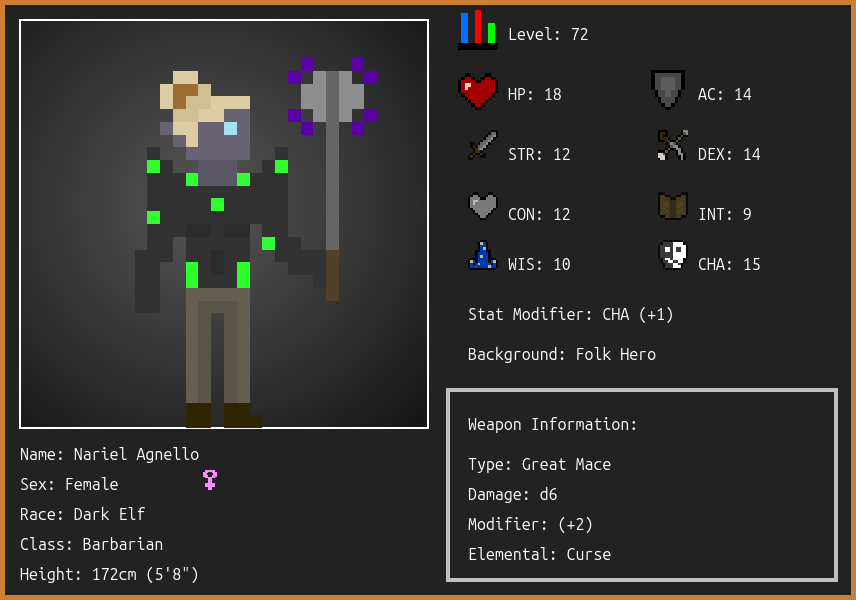 Level: 72
HP: 18
AC: 14
STR: 12
DEX: 14
CON: 12
INT: 9
WIS: 10
CHA: 15
Stat Modifier: CHA (+1)
Background: Folk Hero
Weapon Information:
Type: Great Mace
Damage: d6
Modifier: (+2)
Elemental: Curse
Name: Nariel Agnello
Sex: Female
Race: Dark Elf
Class: Barbarian
Height: 172cm (5'8")